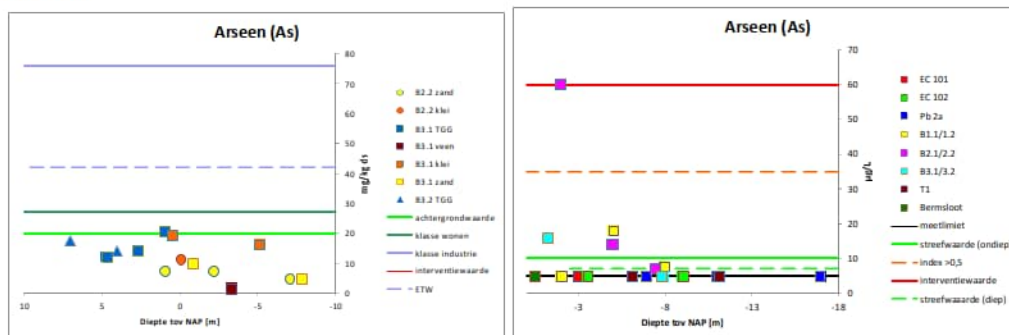 Arseen (As)
80
70
60
50
40
30
20
10
0
mg/kg ds
10 5 0 -5 -10
Diepte tov NAP [m]
B2.2 zand
B2.2 klei
B3.1 TGG
B3.1 veen
B3.1 klei
B3.1 zand
B3.2 TGG
achtergrondwaarde
klasse wonen
klasse industrie
interventiewaarde
ETW
Arseen (As)
70
60
50
40
30
20
10
0
µg/L
-3 -8 -13 -18
Diepte tov NAP [m]
EC 101
EC 102
Pb 2a
B1.1/1.2
B2.1/2.2
B3.1/3.2
T1
Bermsloot
meetlimiet
streefwaarde (ondiep)
index >0,5
interventiewaarde
streefwaaarde (diep)